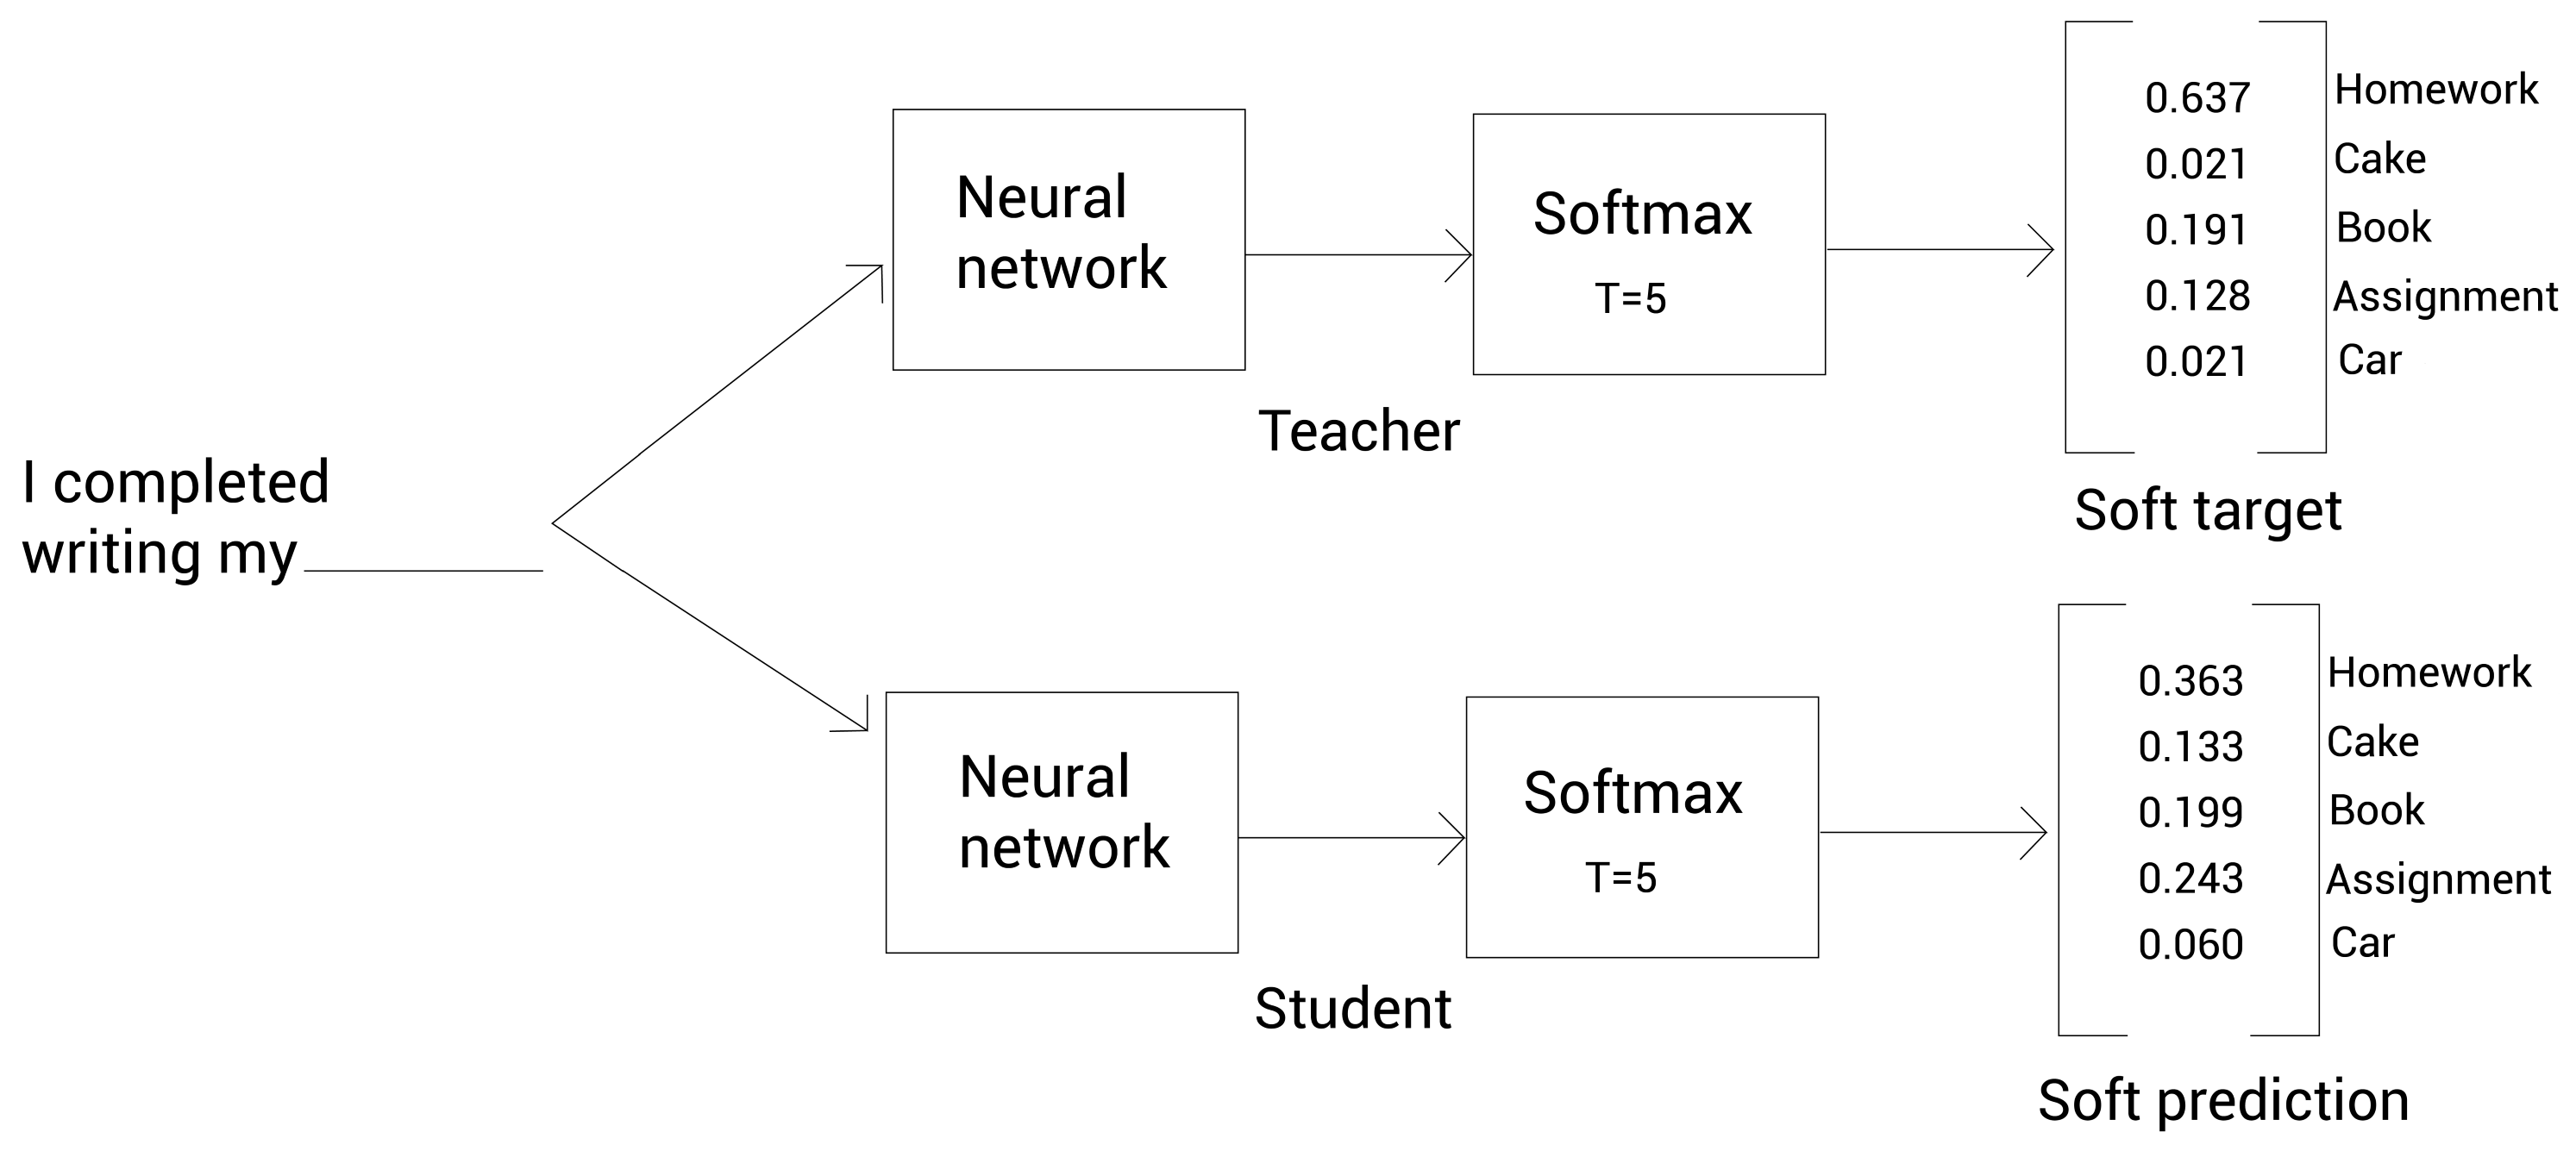 I completed
writing my
Neural
network
Softmax
T=5
Teacher
0.637 Homework
0.021 Cake
0.191 Book
0.128 Assignment
0.021 Car
Soft target
Neural
network
Softmax
T=5
Student
0.363 Homework
0.133 Cake
0.199 Book
0.243 Assignment
0.060 Car
Soft prediction